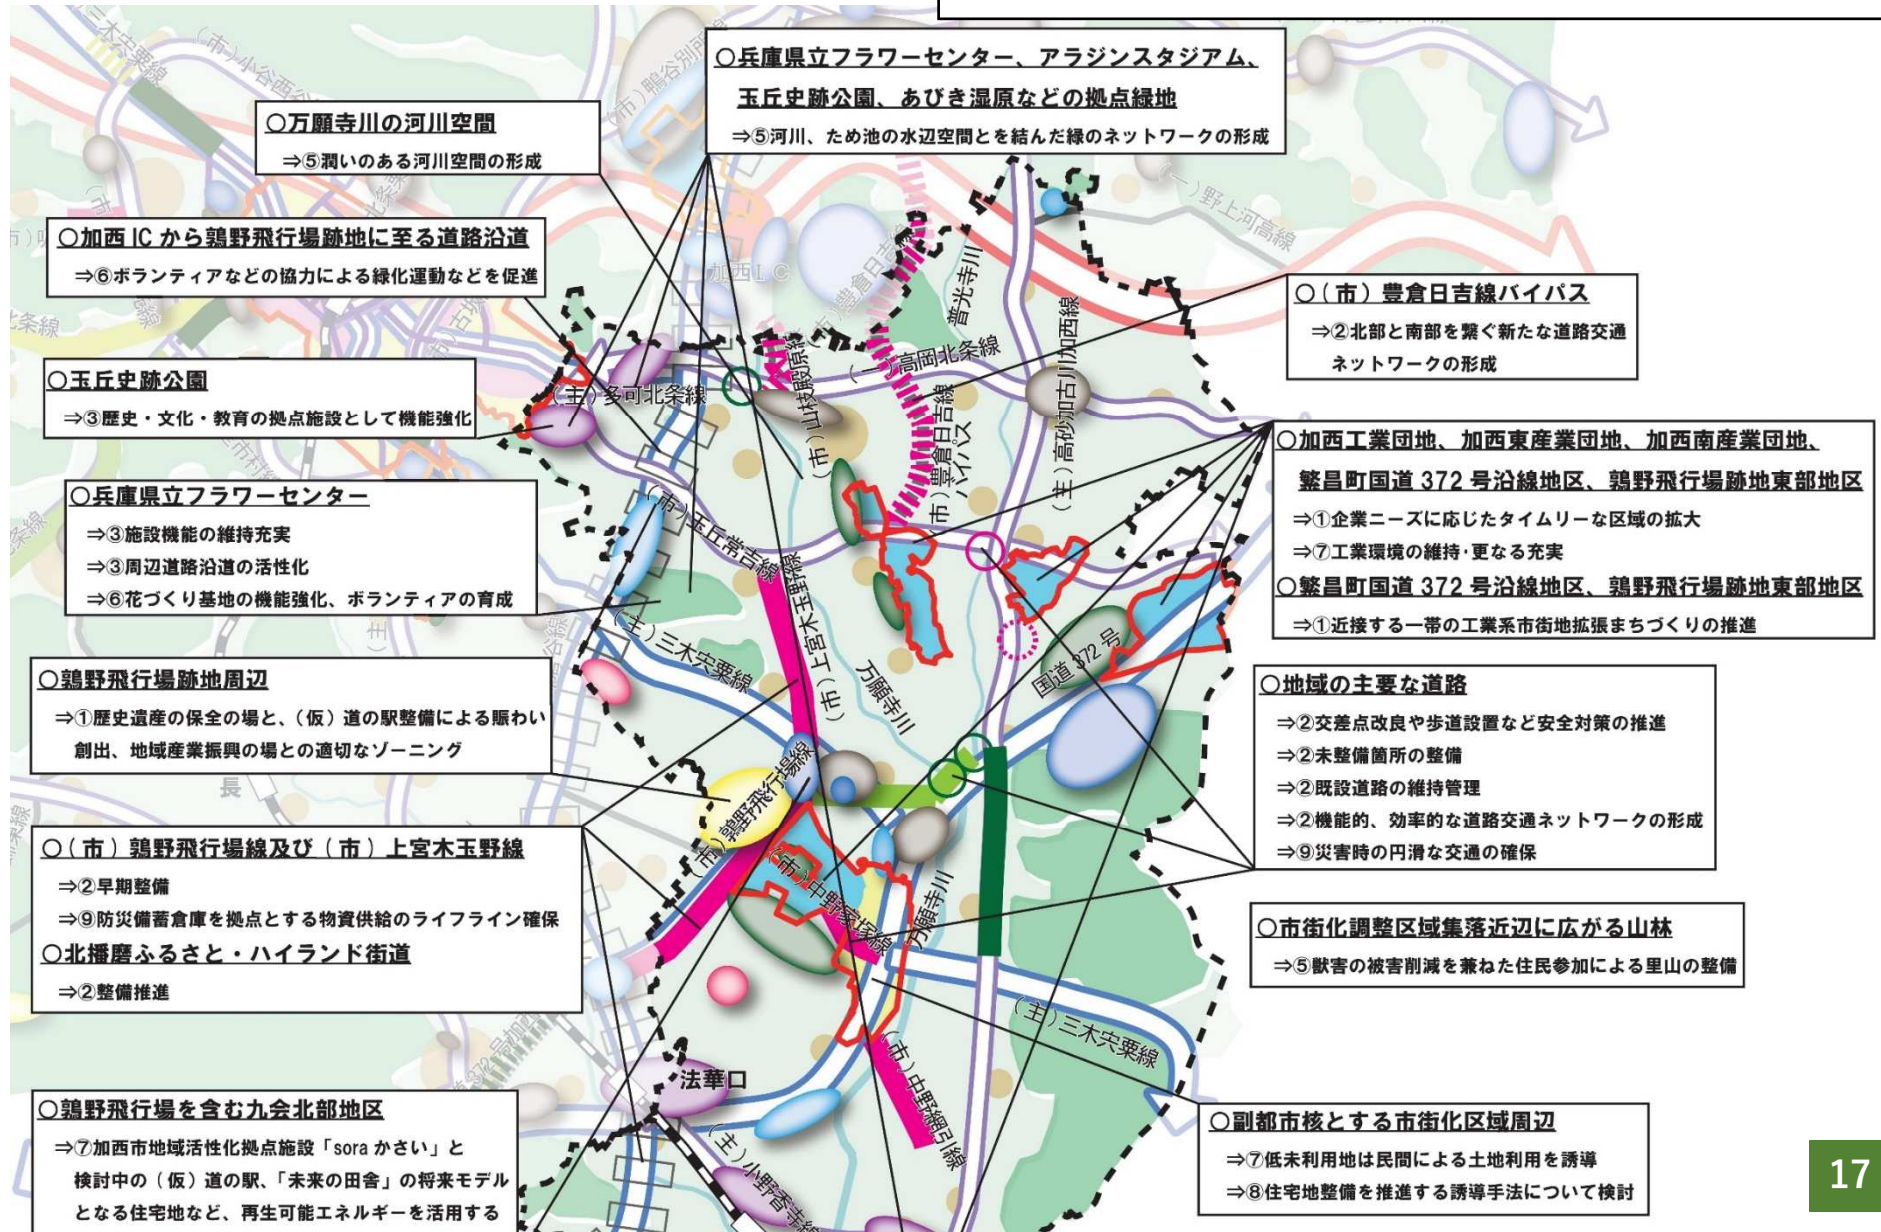 ○兵庫県立フラワーセンター、アラジンスタジアム、
玉丘史跡公園、あびき湿原などの拠点緑地
⇒⑤河川、ため池の水辺空間とを結んだ緑のネットワークの形成
○万願寺川の河川空間
⇒⑤潤いのある河川空間の形成
○加西ICから鶉野飛行場跡地に至る道路沿道
⇒⑥ボランティアなどの協力による緑化運動などを促進
○玉丘史跡公園
⇒③歴史・文化・教育の拠点施設として機能強化
○兵庫県立フラワーセンター
⇒③施設機能の維持充実
⇒③周辺道路沿道の活性化
⇒⑥花づくり基地の機能強化、ボランティアの育成
○鶉野飛行場跡地周辺
⇒①歴史遺産の保全の場と、(仮)道の駅整備による賑わい
創出、地域産業振興の場との適切なゾーニング
○(市)鶉野飛行場線及び(市)上宮木玉野線
⇒②早期整備
⇒⑨防災備蓄倉庫を拠点とする物資供給のライフライン確保
○北播磨ふるさと・ハイランド街道
⇒②整備推進
○鶉野飛行場を含む九会北部地区
⇒⑦加西市地域活性化拠点施設「soraかさい」と
検討中の(仮)道の駅、「未来の田舎」の将来モデル
となる住宅地など、再生可能エネルギーを活用する
○(市)豊倉日吉線バイパス
⇒②北部と南部を繋ぐ新たな道路交通
ネットワークの形成
○加西工業団地、加西東産業団地、加西南産業団地、
繁昌町国道372号沿線地区、鶉野飛行場跡地東部地区
⇒①企業ニーズに応じたタイムリーな区域の拡大
⇒⑦工業環境の維持・更なる充実
○繁昌町国道372号沿線地区、鶉野飛行場跡地東部地区
⇒①近接する一帯の工業系市街地拡張まちづくりの推進
○地域の主要な道路
⇒②交差点改良や歩道設置など安全対策の推進
⇒②未整備箇所の整備
⇒②既設道路の維持管理
⇒②機能的、効率的な道路交通ネットワークの形成
⇒⑨災害時の円滑な交通の確保
○市街化調整区域集落近辺に広がる山林
⇒⑤獣害の被害削減を兼ねた住民参加による里山の整備
○副都市核とする市街化区域周辺
⇒⑦低未利用地は民間による土地利用を誘導
⇒⑧住宅地整備を推進する誘導手法について検討
三木宍粟線
(市)小谷西谷
(市)鴨谷別所
加西IC
(市)豊倉日吉線
普光寺川
(一)野上河高線
(一)高岡北条線
(主)多可北条線
(市)山枝殿原線
(市)豊倉日吉線
バイパス
(主)高砂加古川加西線
(市)玉丘常吉線
(市)上宮木玉野線
(主)三木宍粟線
万願寺川
国道372号
(市)鶉野飛行場線
(市)中野家塚線
万願寺川
(主)三木宍粟線
法華口
(市)中野網引線
(主)小野香寺線
長
17